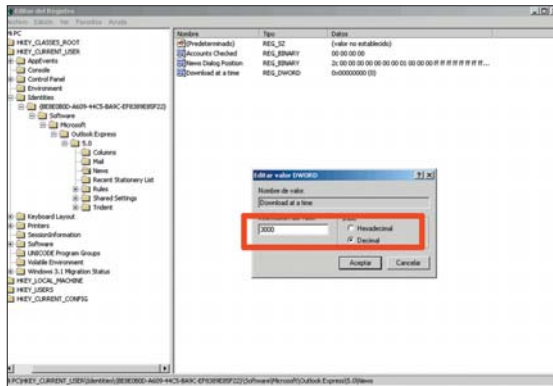 Editor del Registro
Archivo Edición Ver Favoritos Ayuda
HKEY_CLASSES_ROOT
HKEY_CURRENT_USER
AppEvents
Console
Control Panel
Environment
Identities
Software
Microsoft
Outlook Express
5.0
Columns
Mail
News
Recent Stationery List
Rules
Shared Settings
Trident
Keyboard Layout
Printers
SessionInformation
Software
UNICODE Program Groups
Volatile Environment
Windows 3.1 Migration Status
HKEY_LOCAL_MACHINE
HKEY_USERS
HKEY_CURRENT_CONFIG
Nombre Tipo Datos
(Predeterminado) REG_SZ (valor no establecido)
Accounts Checked REG_BINARY 00 00 00 00
News Dialog Position REG_BINARY
Download at a time REG_DWORD 0x00000000 (0)
Editar valor DWORD
Nombre de valor:
Download at a time
3000
Hexadecimal
Decimal
Aceptar Cancelar